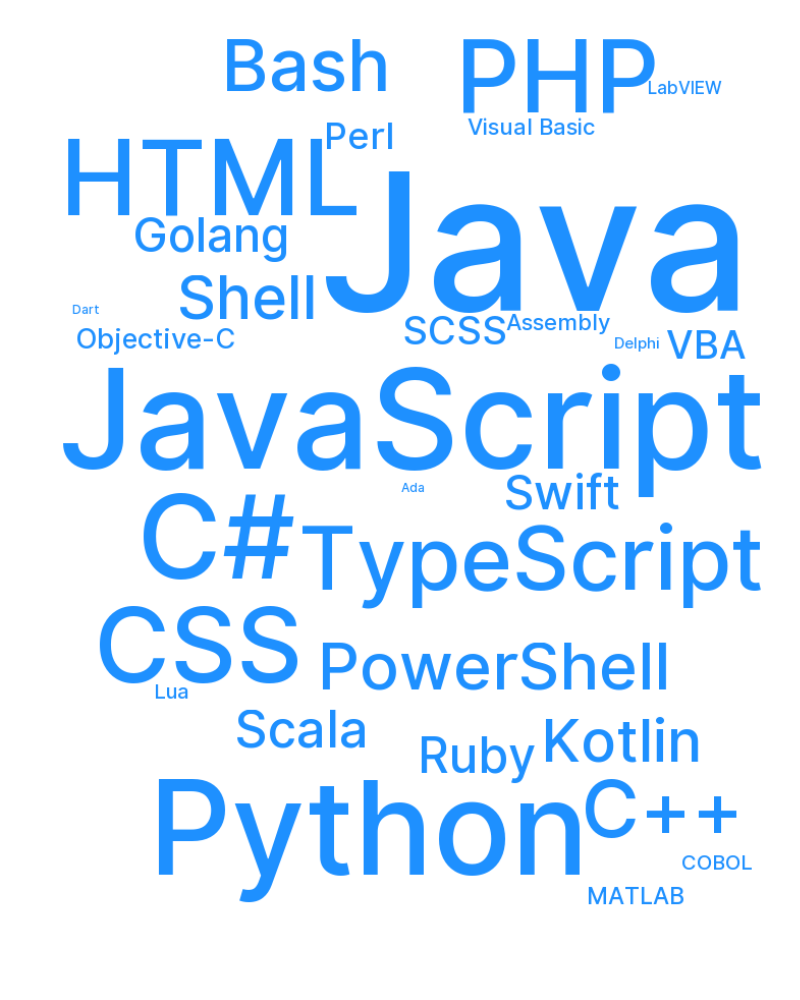 Bash
PHP
LabVIEW
Visual Basic
Perl
HTML
Java
Golang
Shell
Dart
Objective-C
SCSS
Assembly
Delphi
VBA
JavaScript
Ada
Swift
C#
TypeScript
CSS
PowerShell
Lua
Scala
Ruby
Kotlin
Python
C++
COBOL
MATLAB